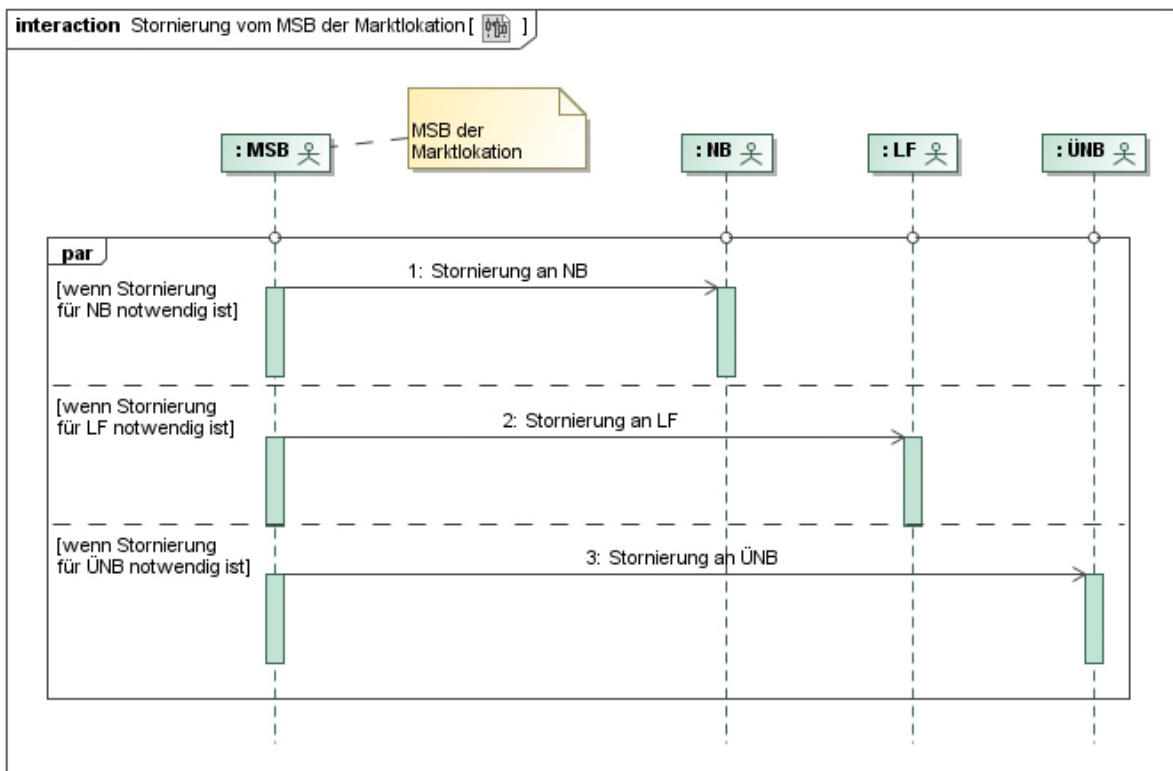 interaction Stornierung vom MSB der Marktlokation [ ]
MSB der
Marktlokation
: MSB
: NB
: LF
: ÜNB
par
1: Stornierung an NB
[wenn Stornierung
für NB notwendig ist]
[wenn Stornierung
für LF notwendig ist]
2: Stornierung an LF
[wenn Stornierung
für ÜNB notwendig ist]
3: Stornierung an ÜNB